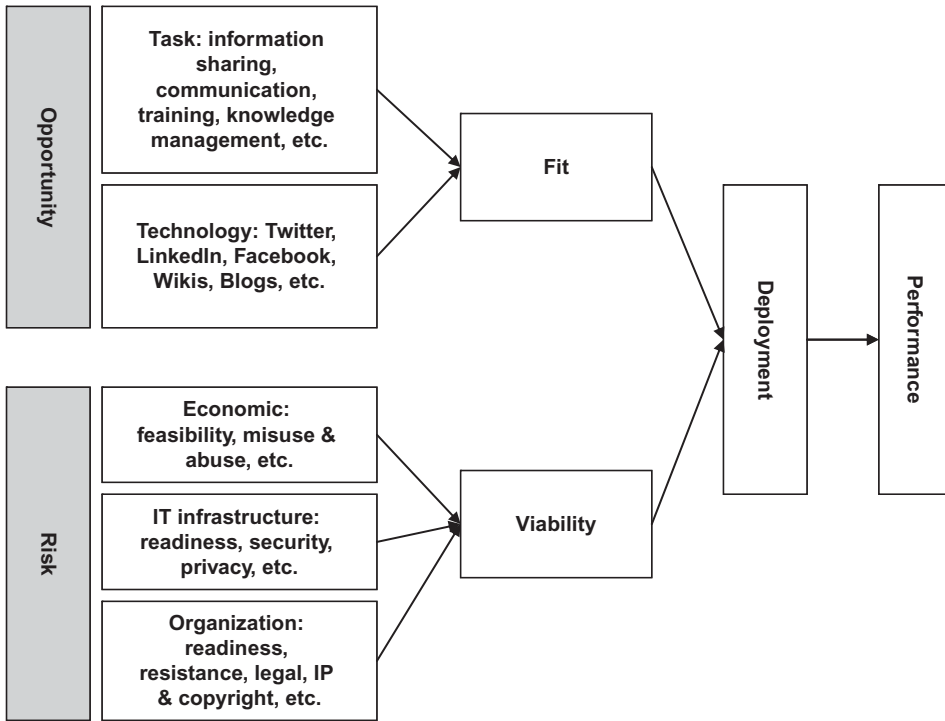 Opportunity
Task: information
sharing,
communication,
training, knowledge
management, etc.
Technology: Twitter,
LinkedIn, Facebook,
Wikis, Blogs, etc.
Fit
Deployment
Performance
Risk
Economic:
feasibility, misuse &
abuse, etc.
IT infrastructure:
readiness, security,
privacy, etc.
Organization:
readiness,
resistance, legal, IP
& copyright, etc.
Viability